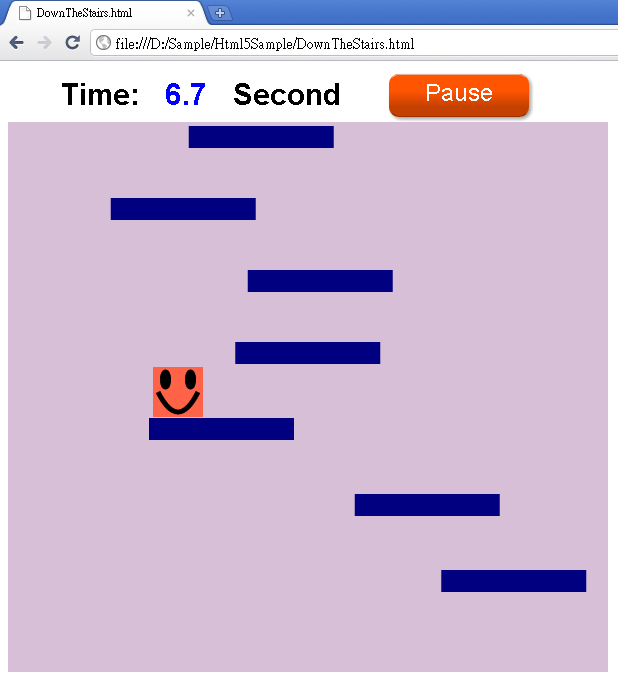 DownTheStairs.html
file:///D:/Sample/Html5Sample/DownTheStairs.html
Time: 6.7 Second Pause